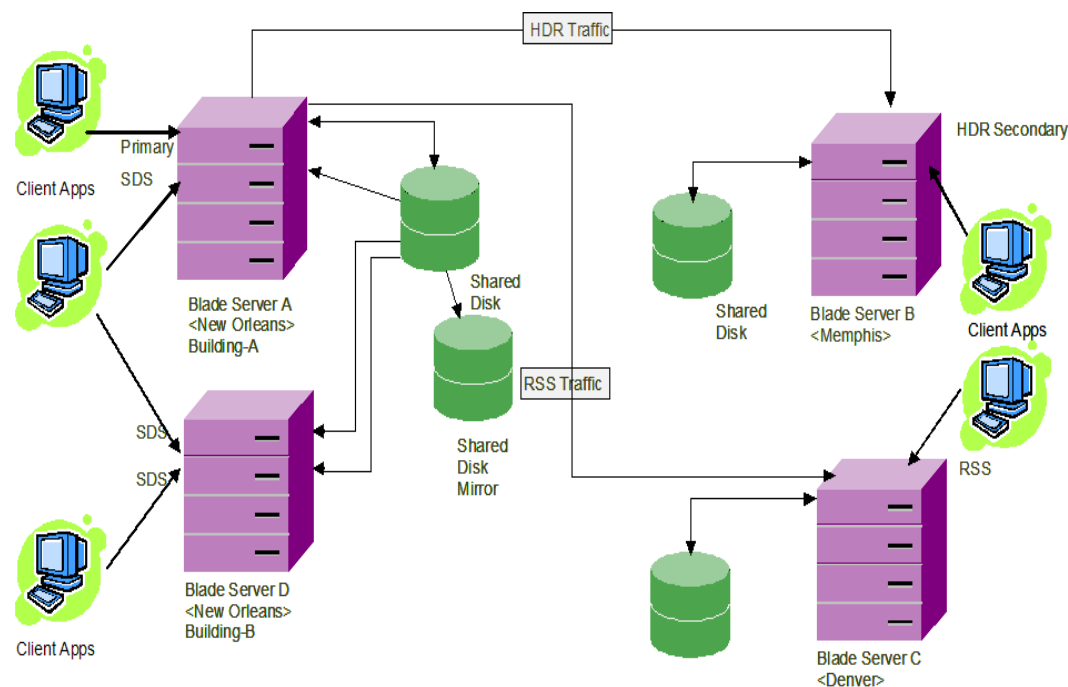 HDR Traffic
Primary
SDS
Client Apps
HDR Secondary
Shared
Disk
Blade Server A
<New Orleans>
Building-A
Shared
Disk
Blade Server B
<Memphis>
Client Apps
RSS Traffic
SDS
SDS
Shared
Disk
Mirror
RSS
Blade Server D
<New Orleans>
Building-B
Client Apps
Blade Server C
<Denver>